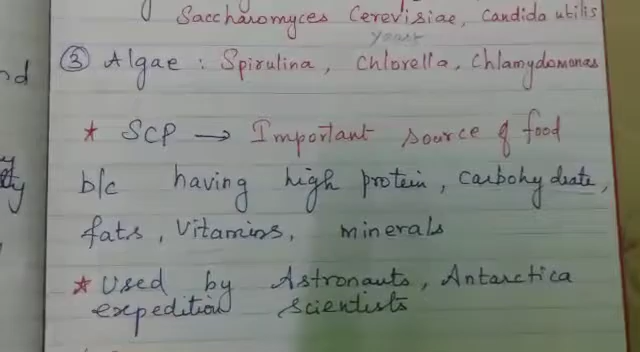 Saccharomyces Cerevisiae, Candida utilis
yeast
③ Algae : Spirulina, Chlorella, Chlamydomonas
* SCP → Important source of food
b/c having high protein, carbohydrate,
fats, Vitamins, minerals
* Used by Astronauts, Antarctica
expedition scientists